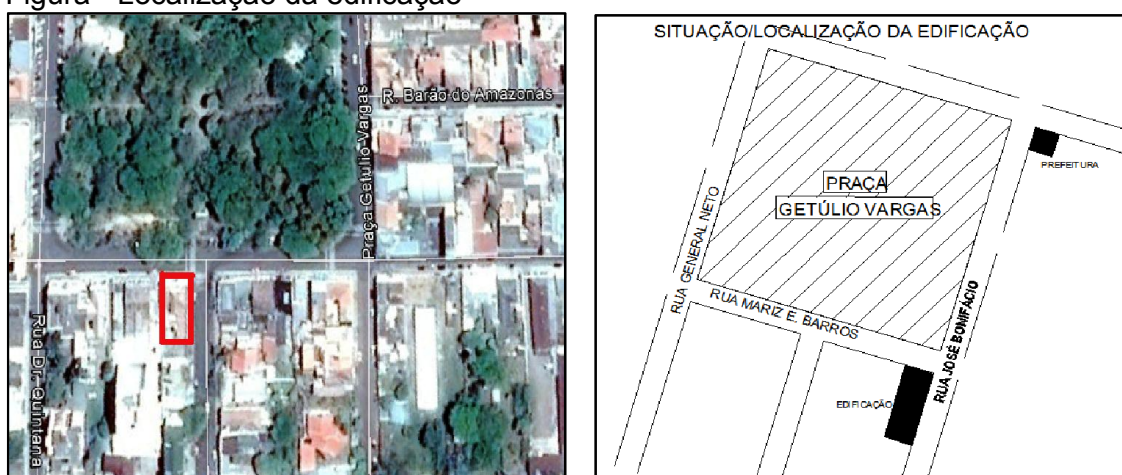 Figura - Localização da edificação
R. Barão do Amazonas
Praça Getulio Vargas
Rua Dr. Quintana
SITUAÇÃO/LOCALIZAÇÃO DA EDIFICAÇÃO
PREFEITURA
PRAÇA
GETÚLIO VARGAS
RUA GENERAL NETO
RUA MARIZ E. BARROS
RUA JOSÉ BONIFÁCIO
EDIFICAÇÃO